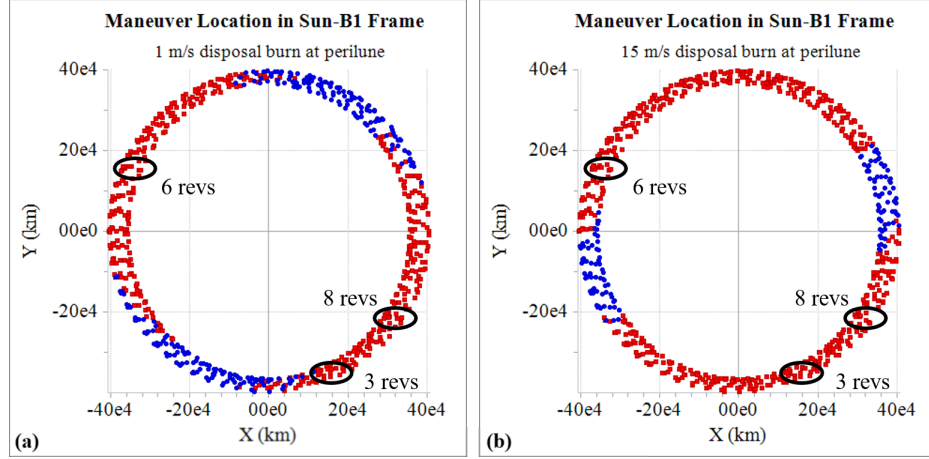 Maneuver Location in Sun-B1 Frame
1 m/s disposal burn at perilune
40e4
20e4
00e0
-20e4
Y (km)
6 revs
8 revs
3 revs
-40e4
-20e4
00e0
20e4
40e4
X (km)
(a)
Maneuver Location in Sun-B1 Frame
15 m/s disposal burn at perilune
40e4
20e4
00e0
-20e4
Y (km)
6 revs
8 revs
3 revs
-40e4
-20e4
00e0
20e4
40e4
X (km)
(b)